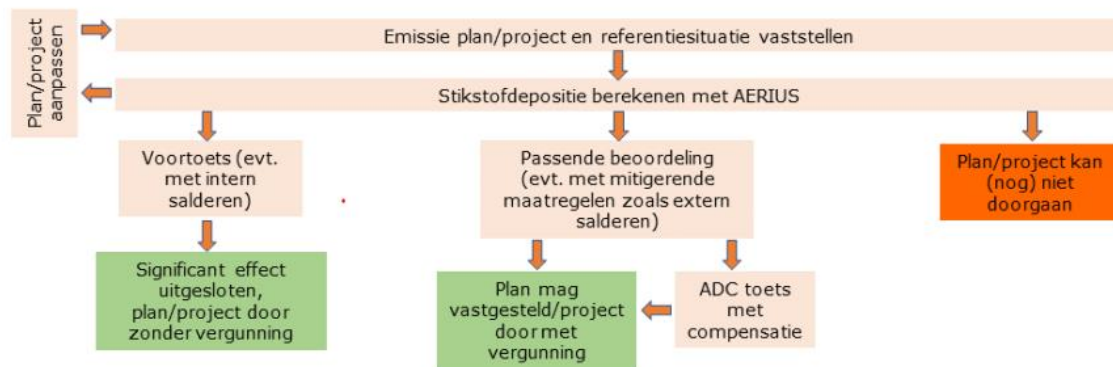 Plan/project
aanpassen
Emissie plan/project en referentiesituatie vaststellen
Stikstofdepositie berekenen met AERIUS
Voortoets (evt.
met intern
salderen)
Passende beoordeling
(evt. met mitigerende
maatregelen zoals extern
salderen)
Plan/project kan
(nog) niet
doorgaan
Significant effect
uitgesloten,
plan/project door
zonder vergunning
Plan mag
vastgesteld/project
door met
vergunning
ADC toets
met
compensatie